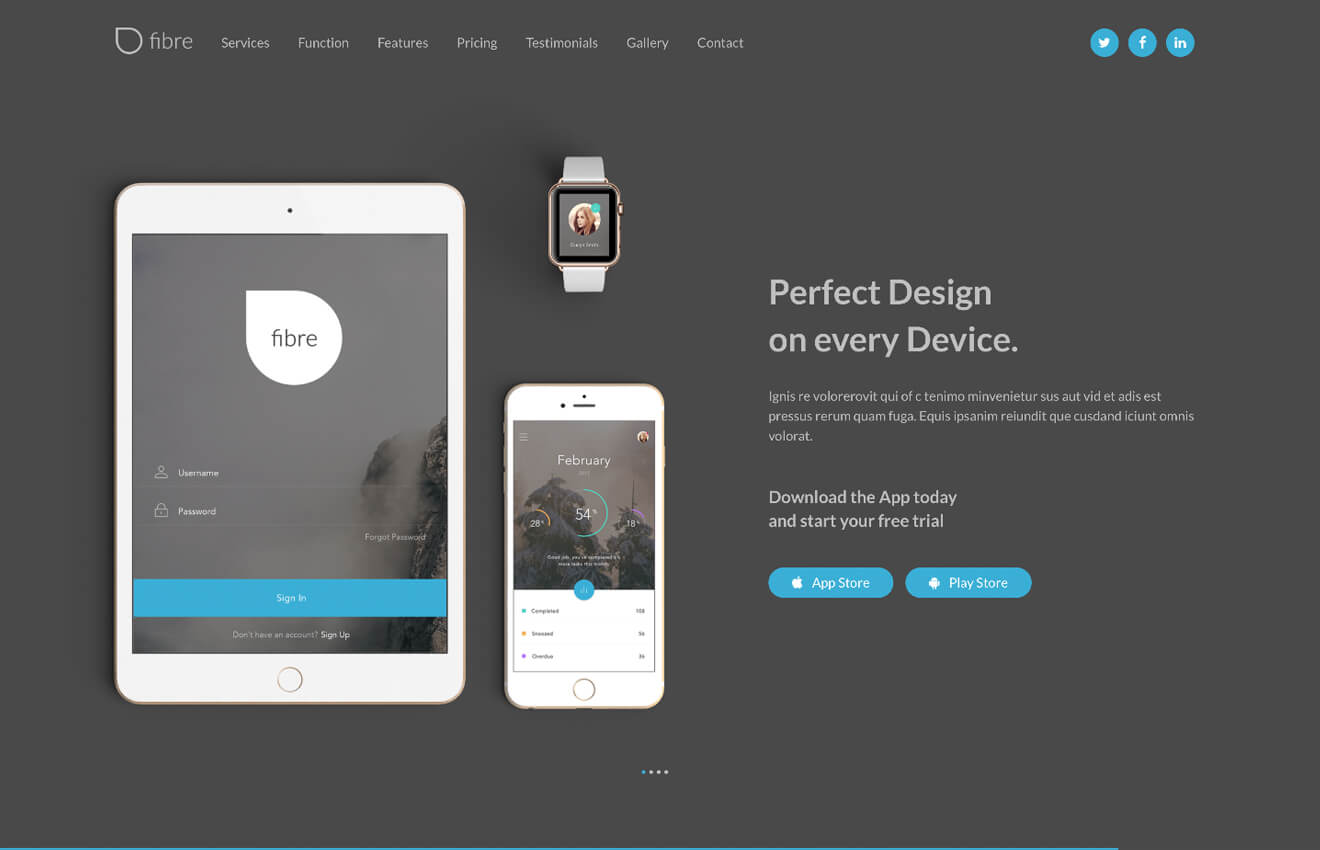 fibre
Services
Function
Features
Pricing
Testimonials
Gallery
Contact
fibre
Username
Password
Forgot Password
Sign In
Don't have an account? Sign Up
February
54 %
28 %
18 %
Good job, you've completed
more tasks this month.
Completed 108
Snoozed 56
Overdue 36
Perfect Design
on every Device.
Ignis re volorerovit qui of c tenimo minvenietur sus aut vid et adis est
pressus rerum quam fuga. Equis ipsanim reiundit que cusdand iciunt omnis
volorat.
Download the App today
and start your free trial
App Store
Play Store